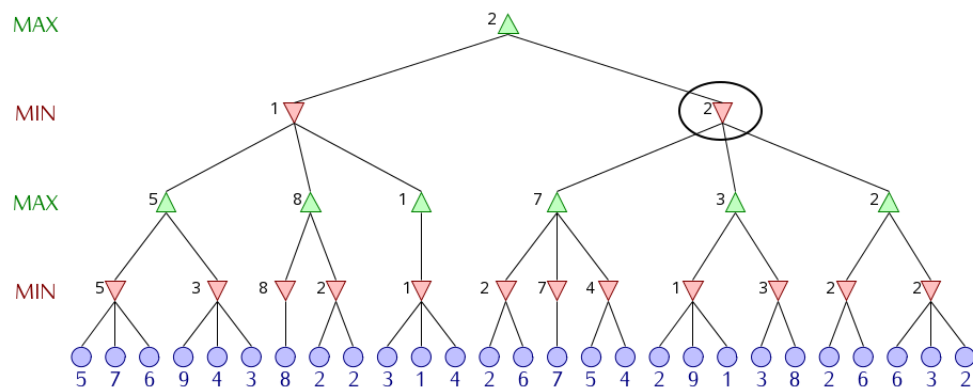 MAX 2
MIN 1 2
MAX 5 8 1 7 3 2
MIN 5 3 8 2 1 2 7 4 1 3 2 2
5 7 6 9 4 3 8 2 2 3 1 4 2 6 7 5 4 2 9 1 3 8 2 6 6 3 2